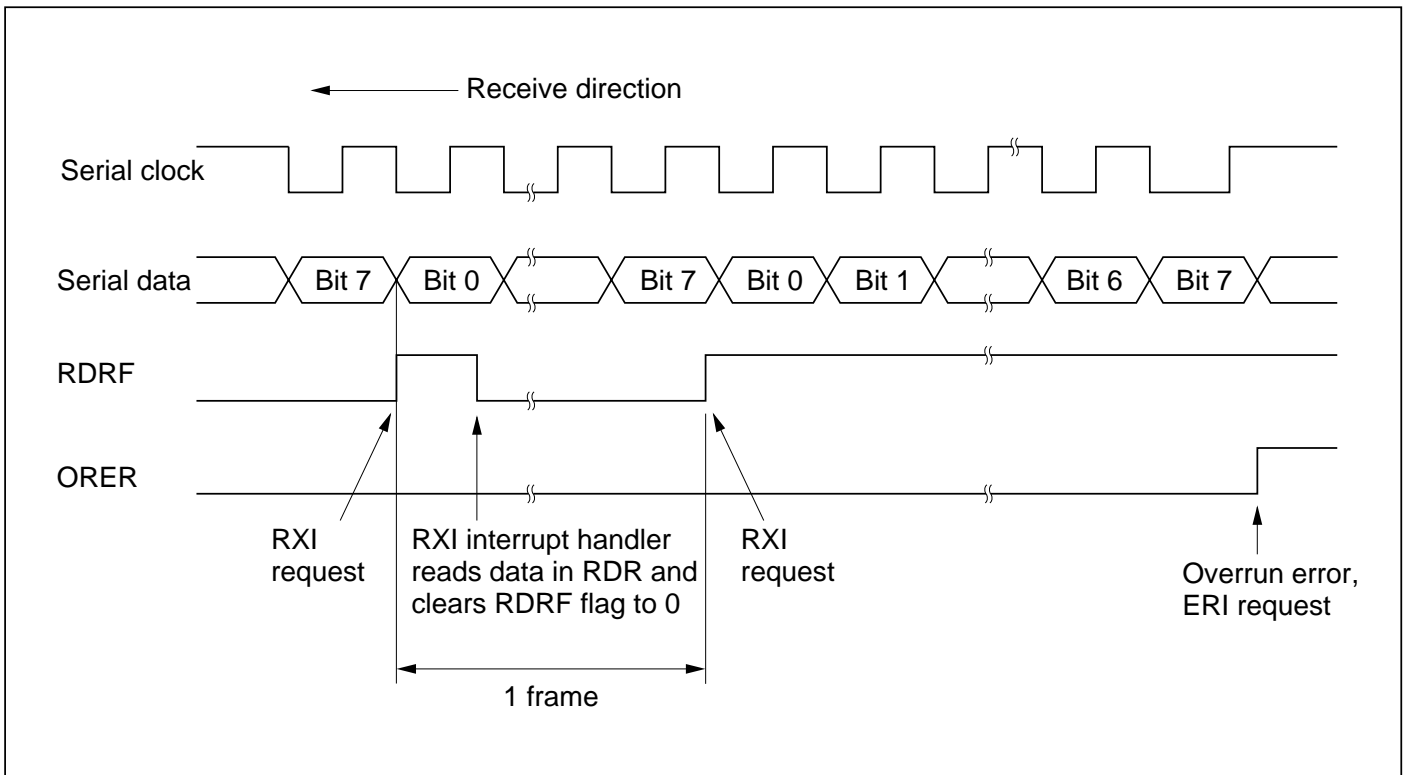 Receive direction
Serial clock
Serial data
Bit 7
Bit 0
Bit 7
Bit 0
Bit 1
Bit 6
Bit 7
RDRF
ORER
RXI
request
RXI interrupt handler
reads data in RDR and
clears RDRF flag to 0
RXI
request
Overrun error,
ERI request
1 frame